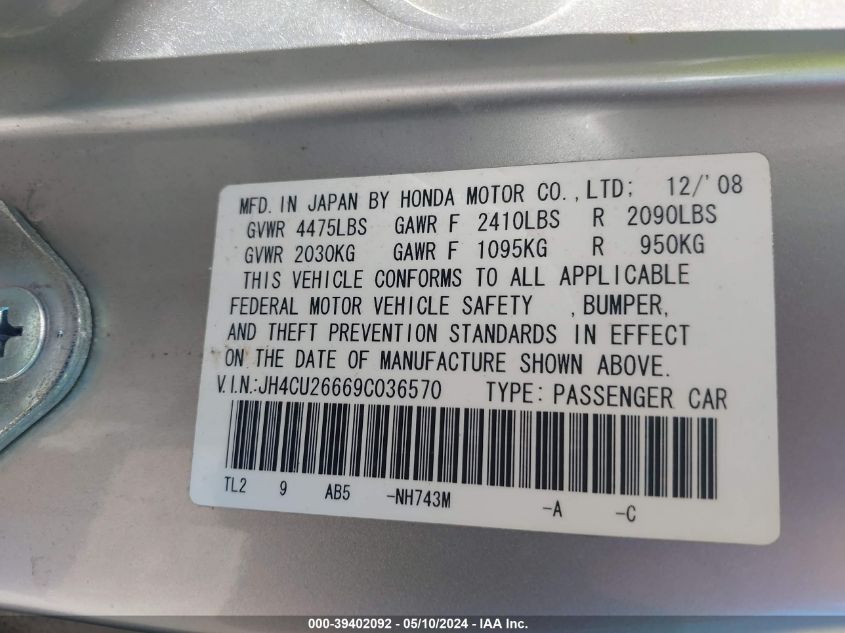 MFD. IN JAPAN BY HONDA MOTOR CO., LTD; 12/'08
GVWR 4475LBS GAWR F 2410LBS R 2090LBS
GVWR 2030KG GAWR F 1095KG R 950KG
THIS VEHICLE CONFORMS TO ALL APPLICABLE
FEDERAL MOTOR VEHICLE SAFETY , BUMPER,
AND THEFT PREVENTION STANDARDS IN EFFECT
ON THE DATE OF MANUFACTURE SHOWN ABOVE.
V.I.N.:JH4CU26669C036570 TYPE: PASSENGER CAR
TL2 9 AB5 -NH743M -A -C
000-39402092 - 05/10/2024 - IAA Inc.